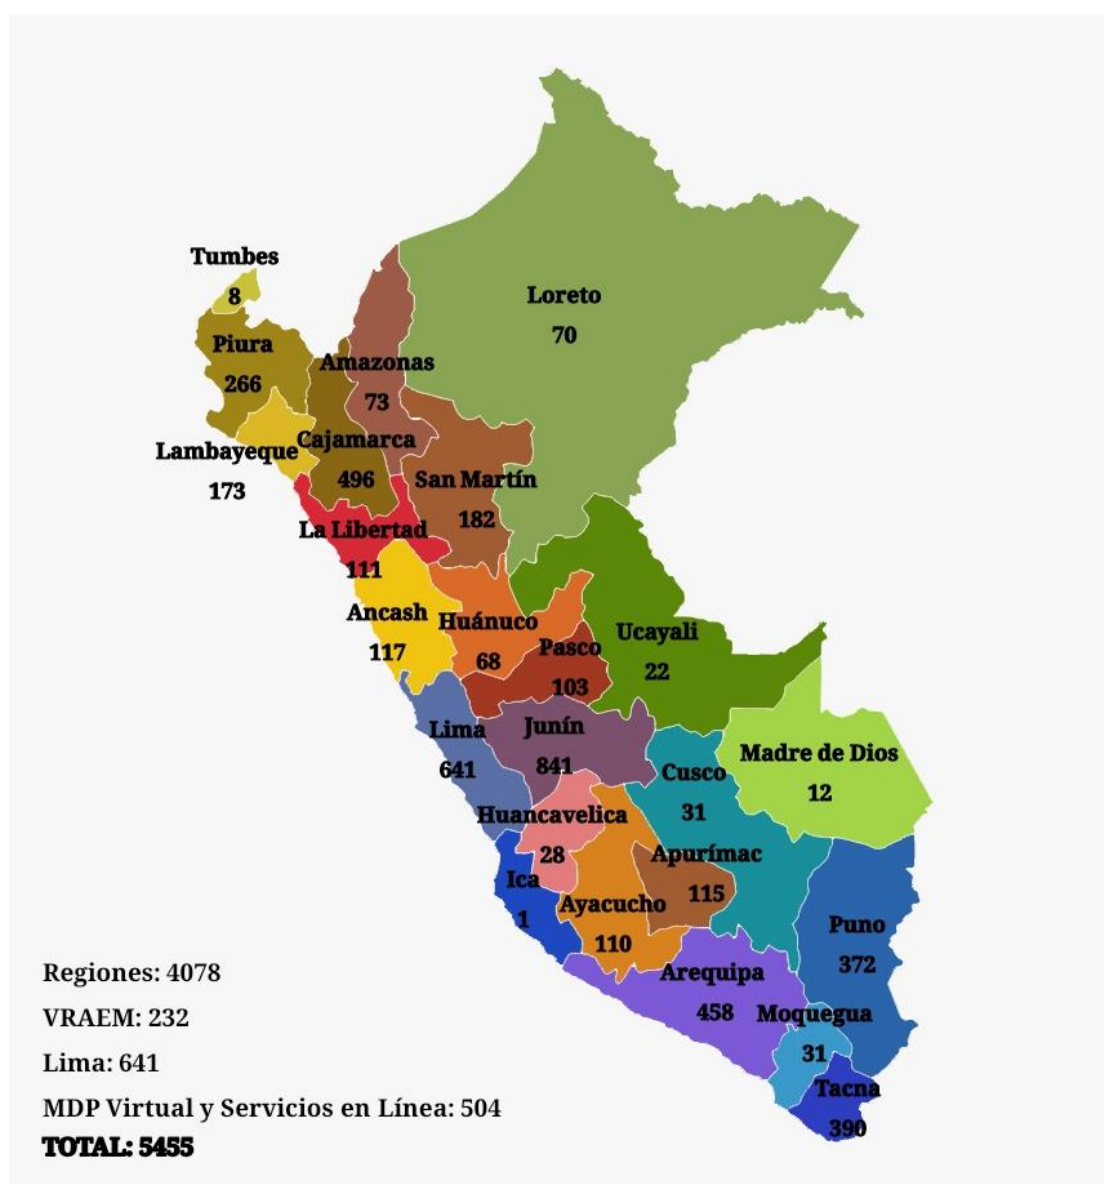 Tumbes
8
Loreto
70
Piura
266
Amazonas
73
Lambayeque
173
Cajamarca
496
San Martín
182
La Libertad
111
Ancash
117
Huánuco
68
Pasco
103
Ucayali
22
Lima
641
Junín
841
Cusco
31
Madre de Dios
12
Huancavelica
28
Apurímac
115
Ica
1
Ayacucho
110
Puno
372
Arequipa
458
Moquegua
31
Tacna
390
Regiones: 4078
VRAEM: 232
Lima: 641
MDP Virtual y Servicios en Línea: 504
TOTAL: 5455